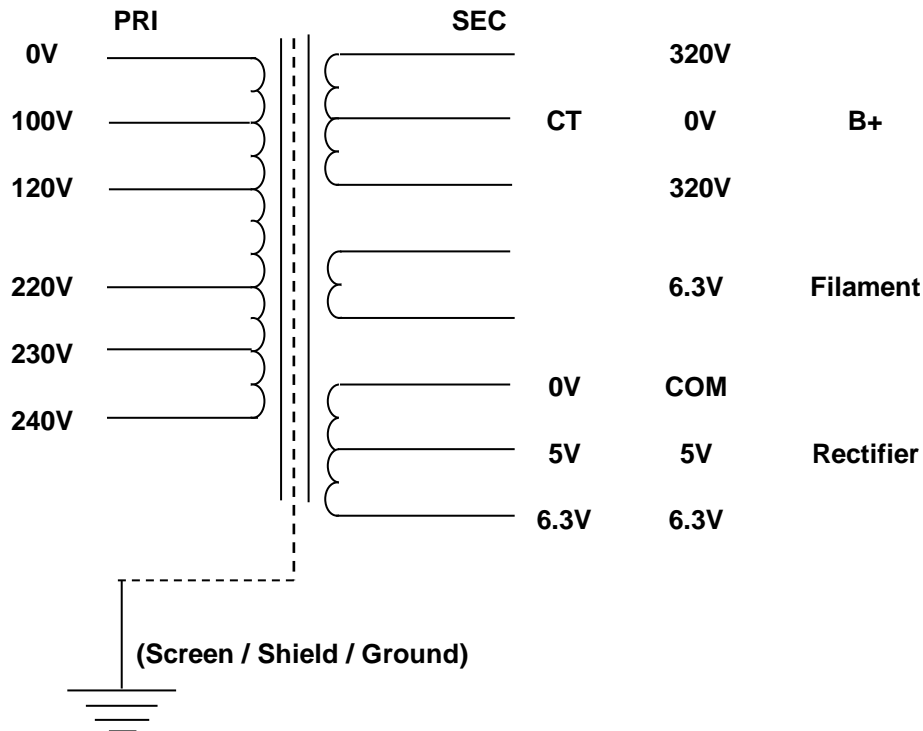 PRI SEC
0V 320V
100V CT 0V B+
120V 320V
220V 6.3V Filament
230V
0V COM
240V
5V 5V Rectifier
6.3V 6.3V
(Screen / Shield / Ground)